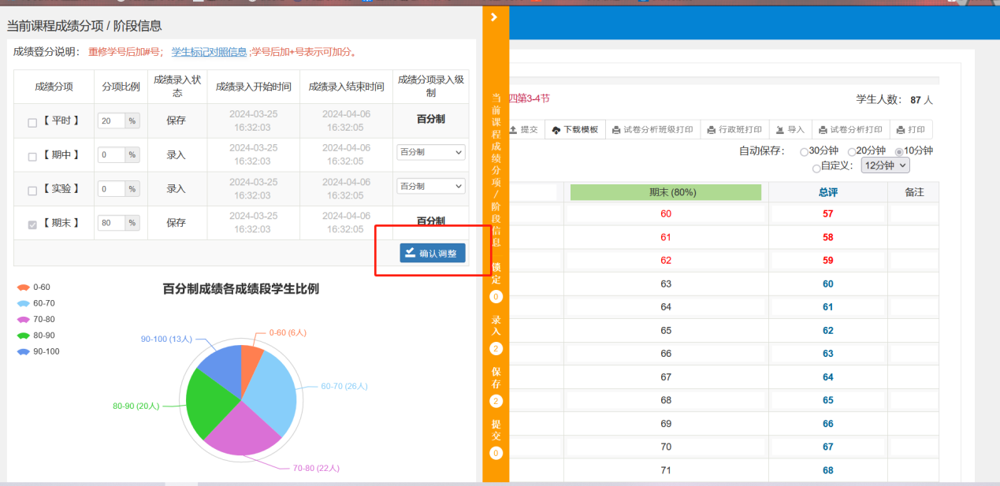 当前课程成绩分项 / 阶段信息
成绩登分说明： 重修学号后加#号； 学生标记对照信息 ;学号后加+号表示可加分。
成绩分项 分项比例 成绩录入状态 成绩录入开始时间 成绩录入结束时间 成绩分项录入级制
【 平时 】 20 % 保存 2024-03-25 16:32:03 2024-04-06 16:32:05 百分制
【 期中 】 0 % 录入 2024-03-25 16:32:03 2024-04-06 16:32:05 百分制
【 实验 】 0 % 录入 2024-03-25 16:32:03 2024-04-06 16:32:05 百分制
【 期末 】 80 % 保存 2024-03-25 16:32:03 2024-04-06 16:32:05 百分制
确认调整
百分制成绩各成绩段学生比例
0-60
60-70
70-80
80-90
90-100
0-60 (6人)
90-100 (13人)
60-70 (26人)
80-90 (20人)
70-80 (22人)
当前课程成绩分项/阶段信息
锁定 0
录入 2
保存 2
提交 0
四第3-4节
学生人数： 87 人
提交 下载模板 试卷分析班级打印 行政班打印 导入 试卷分析打印 打印
自动保存： 30分钟 20分钟 10分钟
自定义： 12分钟
期末 (80%) 总评 备注
60 57
61 58
62 59
63 60
64 61
65 62
66 63
67 64
68 65
69 66
70 67
71 68